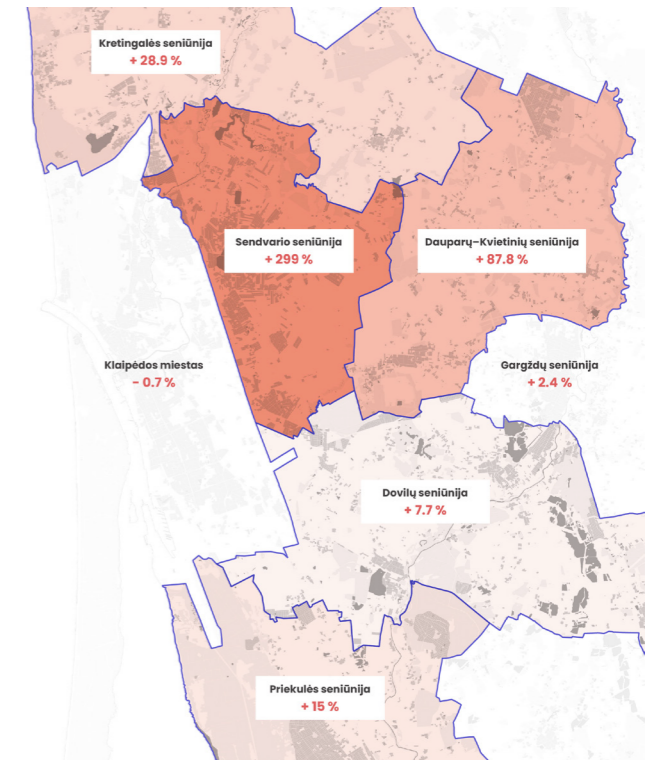 Kretingalės seniūnija
+ 28.9 %
Sendvario seniūnija
+ 299 %
Dauparų–Kvietinių seniūnija
+ 87.8 %
Klaipėdos miestas
- 0.7 %
Gargždų seniūnija
+ 2.4 %
Dovilų seniūnija
+ 7.7 %
Priekulės seniūnija
+ 15 %